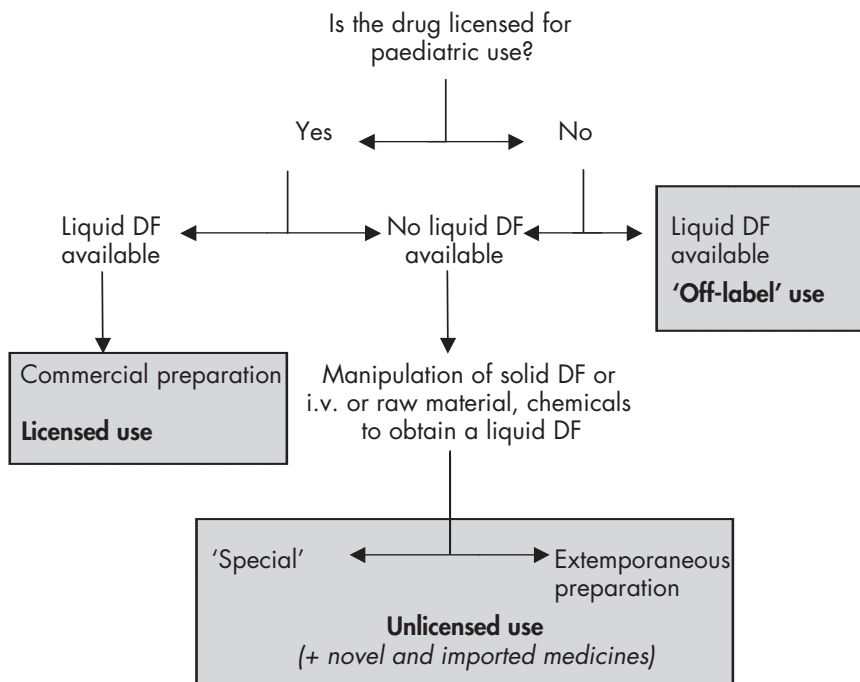 Is the drug licensed for
paediatric use?
Yes
No
Liquid DF
available
No liquid DF
available
Liquid DF
available
‘Off-label’ use
Commercial preparation
Licensed use
Manipulation of solid DF or
i.v. or raw material, chemicals
to obtain a liquid DF
‘Special’
Extemporaneous
preparation
Unlicensed use
(+ novel and imported medicines)